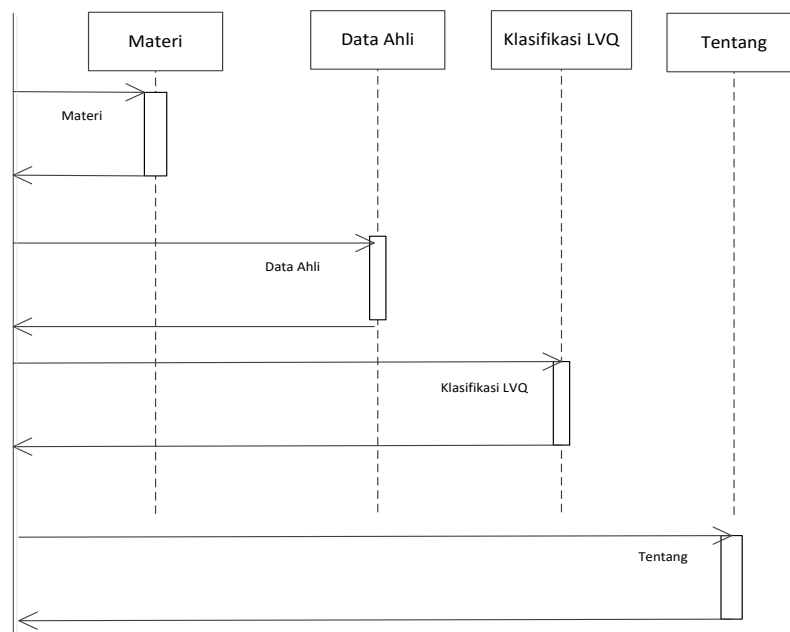 Materi
Data Ahli
Klasifikasi LVQ
Tentang
Materi
Data Ahli
Klasifikasi LVQ
Tentang